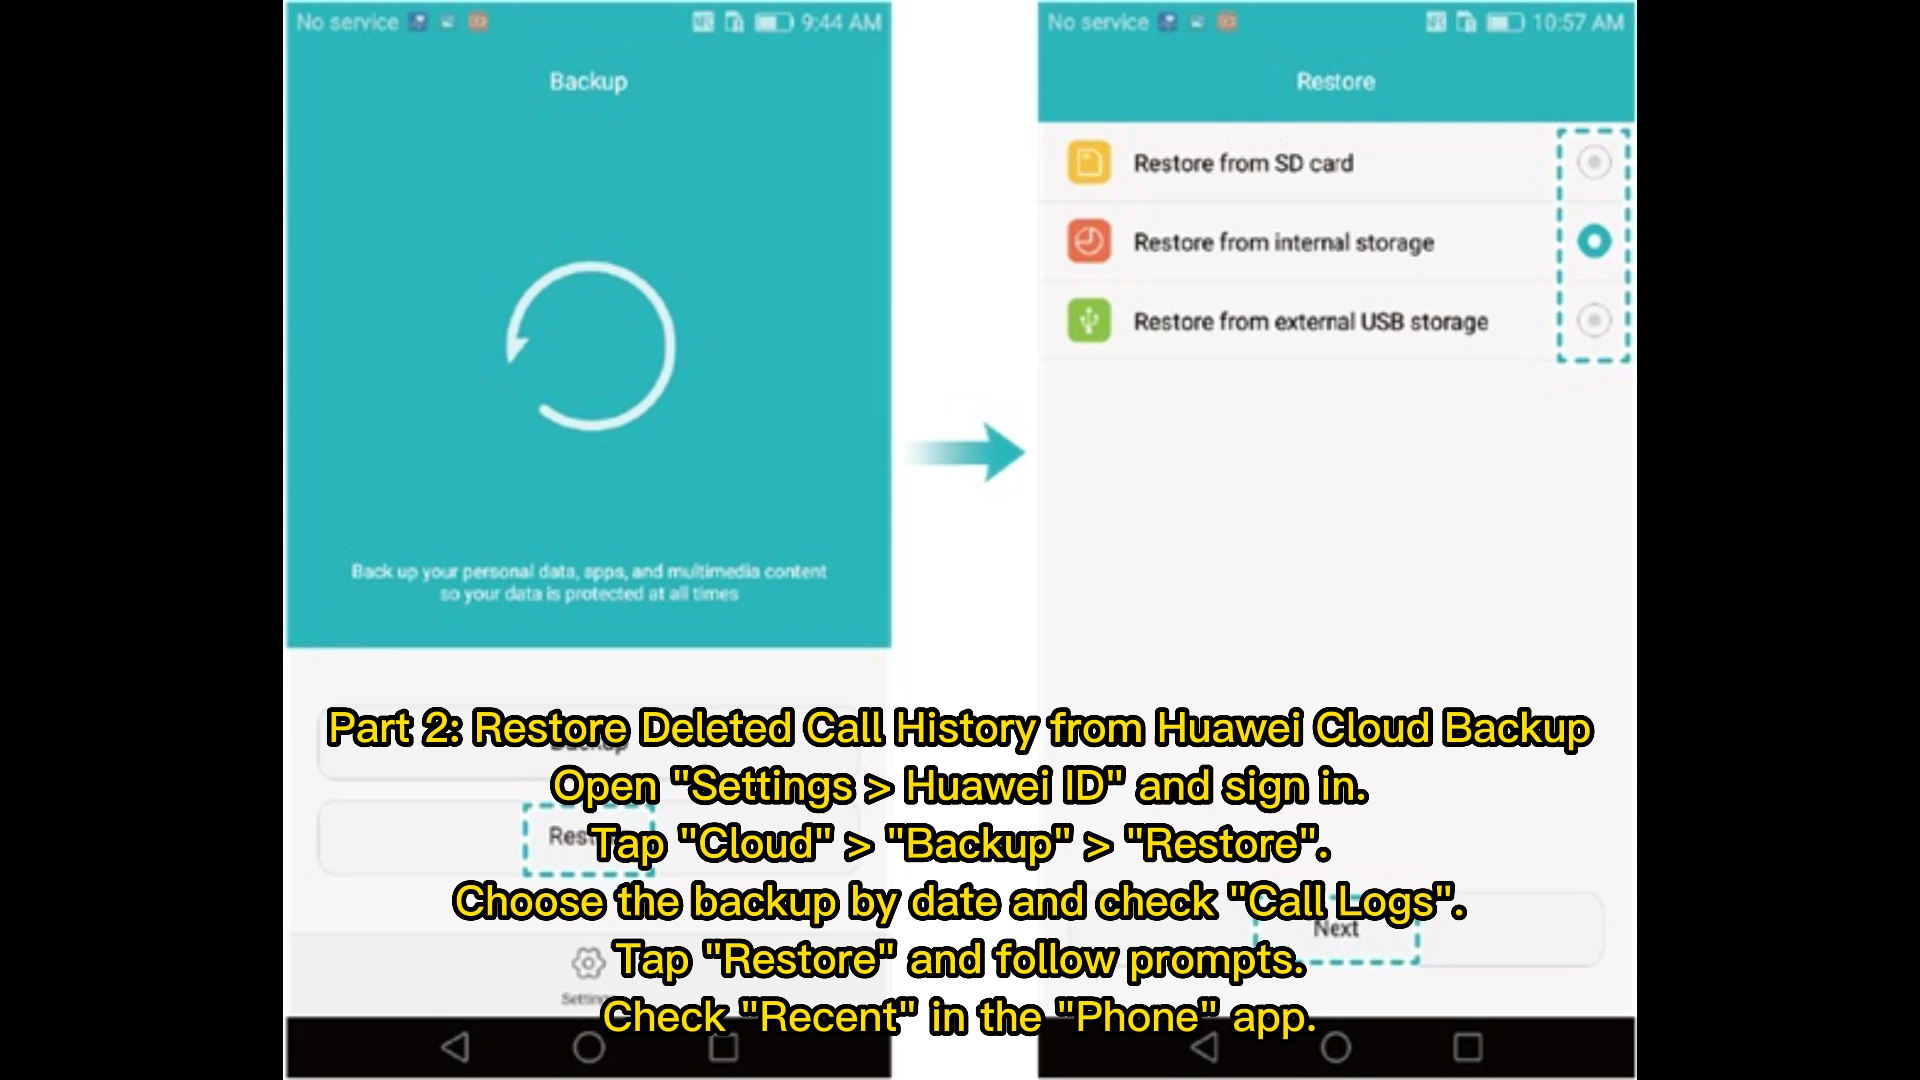 No service
9:44 AM
Backup
Back up your personal data, apps, and multimedia content
so your data is protected at all times
No service
10:57 AM
Restore
Restore from SD card
Restore from internal storage
Restore from external USB storage
Next
Part 2: Restore Deleted Call History from Huawei Cloud Backup
Open "Settings > Huawei ID" and sign in.
Tap "Cloud" > "Backup" > "Restore".
Choose the backup by date and check "Call Logs".
Tap "Restore" and follow prompts.
Check "Recent" in the "Phone" app.